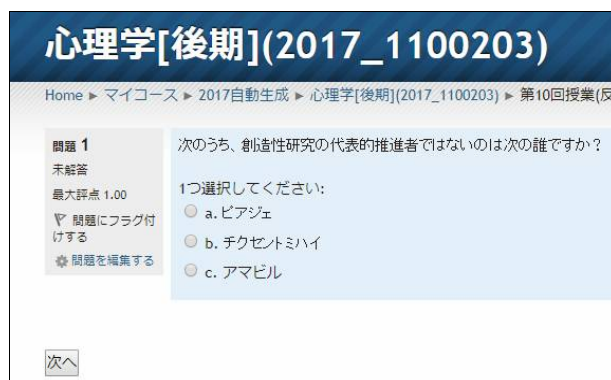 心理学[後期](2017_1100203)
Home ► マイコース ► 2017自動生成 ► 心理学[後期](2017_1100203) ► 第10回授業(反
問題 1
未解答
最大評点 1.00
問題にフラグ付
けする
問題を編集する
次のうち、創造性研究の代表的推進者ではないのは次の誰ですか？
1つ選択してください:
a. ピアジェ
b. チクセントミハイ
c. アマビル
次へ